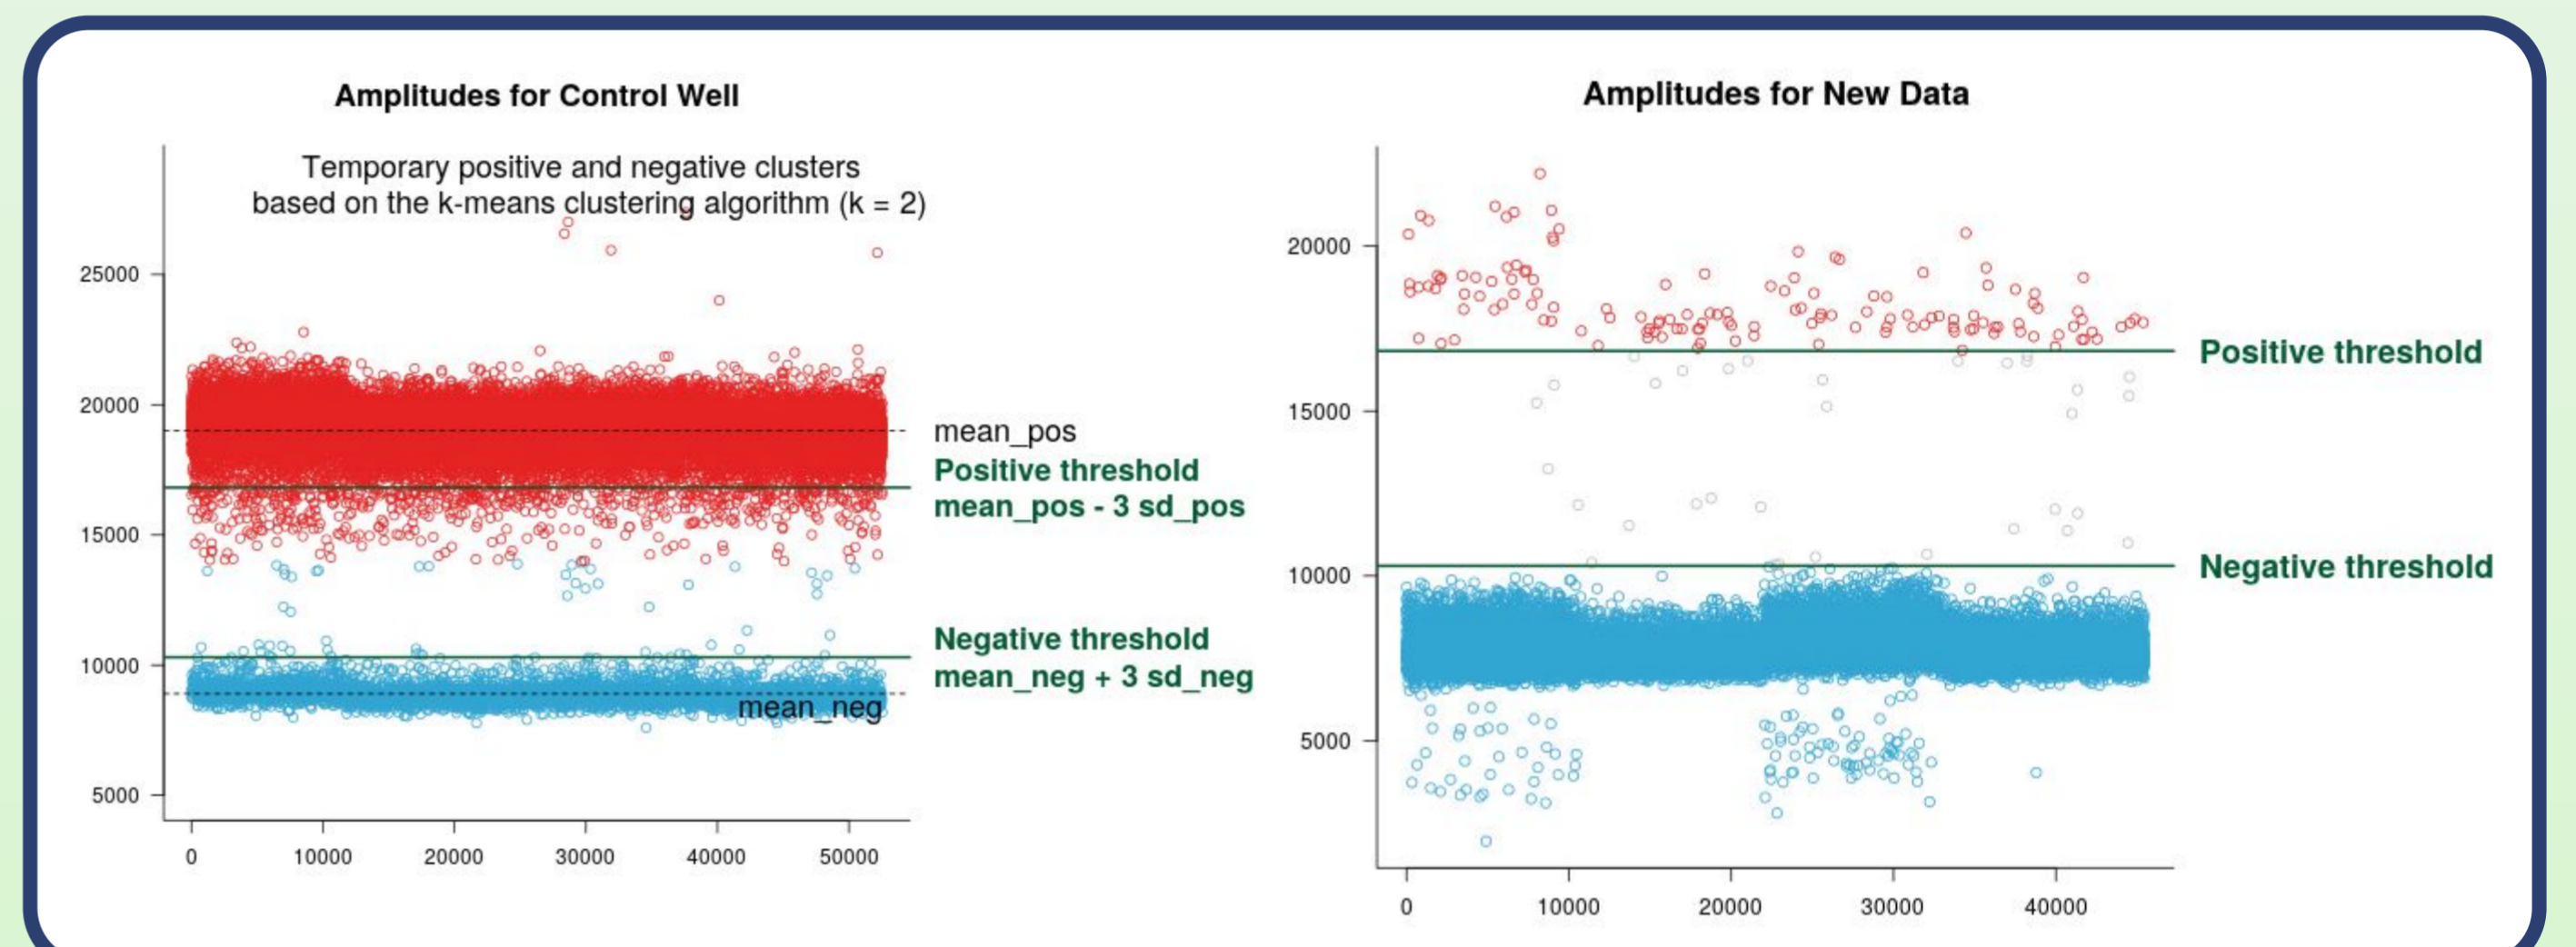 Amplitudes for Control Well
Temporary positive and negative clusters
based on the k-means clustering algorithm (k = 2)
25000
20000
15000
10000
5000
mean_pos
Positive threshold
mean_pos - 3 sd_pos
Negative threshold
mean_neg + 3 sd_neg
mean_neg
0 10000 20000 30000 40000 50000
Amplitudes for New Data
20000
15000
10000
5000
Positive threshold
Negative threshold
0 10000 20000 30000 40000